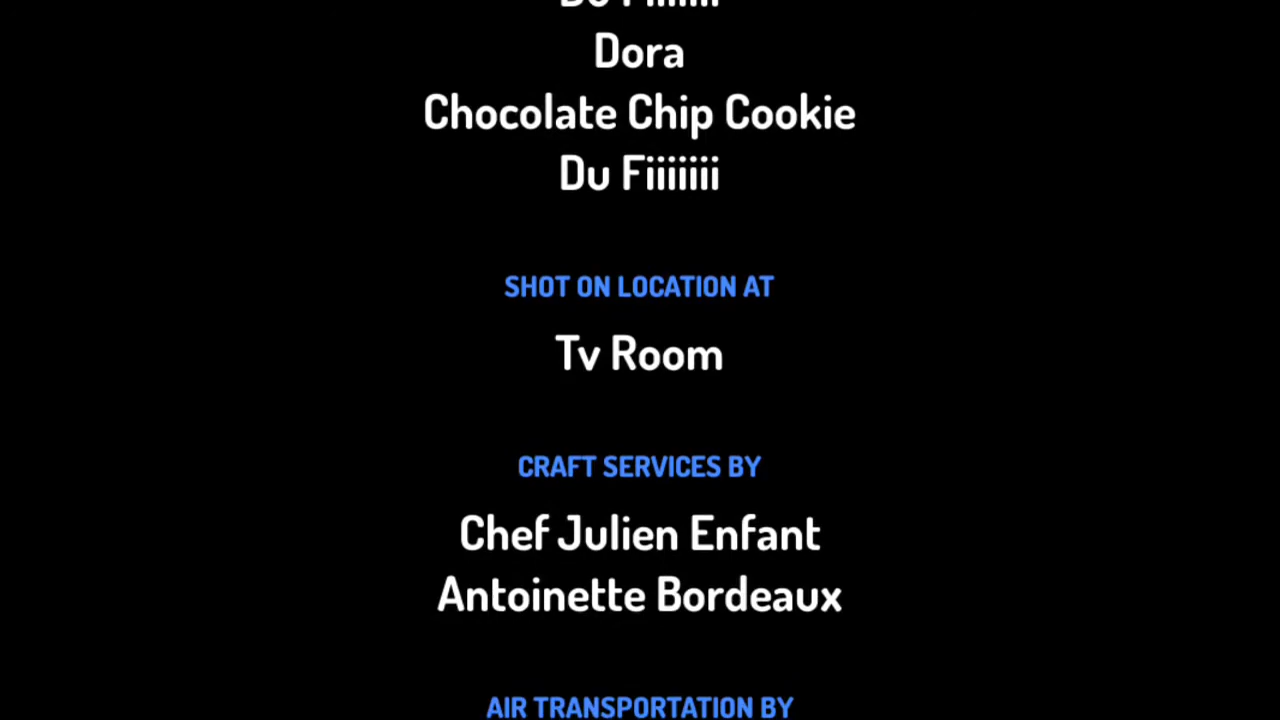 Dora
Chocolate Chip Cookie
Du Fiiiiiii
SHOT ON LOCATION AT
Tv Room
CRAFT SERVICES BY
Chef Julien Enfant
Antoinette Bordeaux
AIR TRANSPORTATION BY